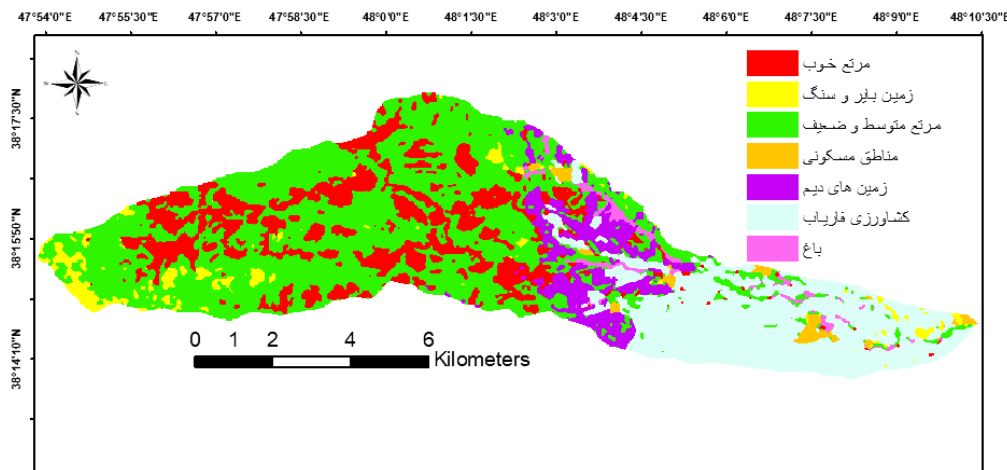 47°54'0"E 47°55'30"E 47°57'0"E 47°58'30"E 48°0'0"E 48°1'30"E 48°3'0"E 48°4'30"E 48°6'0"E 48°7'30"E 48°9'0"E 48°10'30"E
N
W E
S
38°17'30"N
38°15'50"N
38°14'10"N
مرتع خوب
زمین بایر و سنگ
مرتع متوسط و ضعیف
مناطق مسکونی
زمین های دیم
کشاورزی فاریاب
باغ
0 1 2 4 6
Kilometers